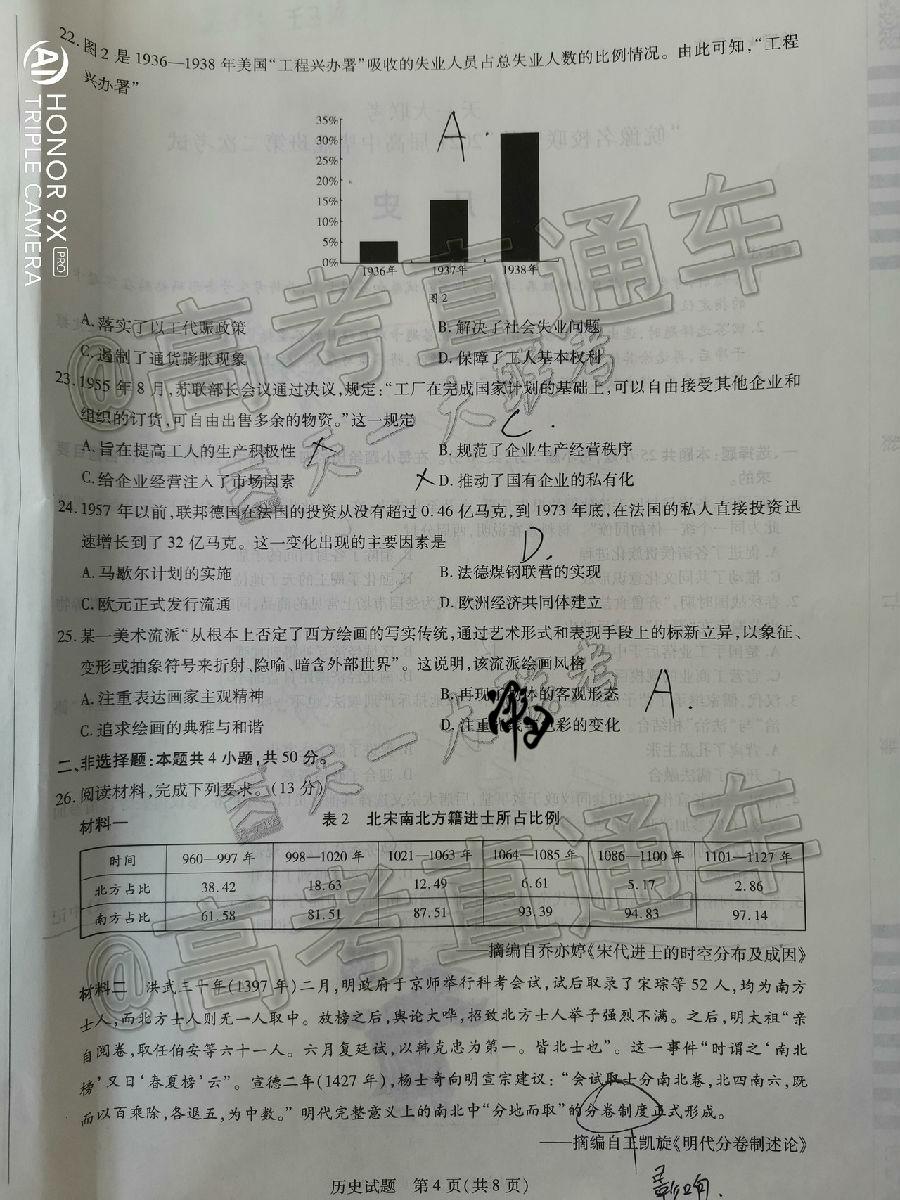 22. 图2是1936—1938年美国“工程兴办署”吸收的失业人员占总失业人数的比例情况。由此可知，“工程
兴办署”
A
35%
30%
25%
20%
15%
10%
5%
0%
1936年 1937年 1938年
图2
A. 落实了以工代赈政策 B. 解决了社会失业问题
C. 遏制了通货膨胀现象 D. 保障了工人基本权利
23. 1955年8月，苏联部长会议通过决议，规定：“工厂在完成国家计划的基础上，可以自由接受其他企业和
组织的订货，可自由出售多余的物资。”这一规定
C.
A. 旨在提高工人的生产积极性 B. 规范了企业生产经营秩序
C. 给企业经营注入了市场因素 D. 推动了国有企业的私有化
24. 1957年以前，联邦德国在法国的投资从没有超过0.46亿马克，到1973年底，在法国的私人直接投资迅
速增长到了32亿马克。这一变化出现的主要因素是
D.
A. 马歇尔计划的实施 B. 法德煤钢联营的实现
C. 欧元正式发行流通 D. 欧洲经济共同体建立
25. 某一美术流派“从根本上否定了西方绘画的写实传统，通过艺术形式和表现手段上的标新立异，以象征、
变形或抽象符号来折射、隐喻、暗含外部世界”。这说明，该流派绘画风格
A. 注重表达画家主观精神 B. 再现 体的客观形态 A.
C. 追求绘画的典雅与和谐 D. 注重 色彩的变化
二、非选择题：本题共4小题，共50分。
26. 阅读材料，完成下列要求。（13分）
材料一
表2 北宋南北方籍进士所占比例
时间 960—997年 998—1020年 1021—1063年 1064—1085年 1086—1100年 1101—1127年
北方占比 38.42 18.63 12.49 6.61 5.17 2.86
南方占比 61.58 81.51 87.51 93.39 94.83 97.14
摘编自乔亦婷《宋代进士的时空分布及成因》
材料二 洪武三十年（1397年）二月，明政府于京师举行科考会试，试后取录了宋琮等52人，均为南方
士人，而北方士人则无一人取中。放榜之后，舆论大哗，招致北方士人举子强烈不满。之后，明太祖“亲
自阅卷，取任伯安等六十一人。六月复廷试，以韩克忠为第一。皆北士也”。这一事件“时谓之‘南北
榜’又曰‘春夏榜’云”。宣德二年（1427年），杨士奇向明宣宗建议：“会试取士分南北卷，北四南六，既
而以百乘除，各退五，为中数。”明代完整意义上的南北中“分地而取”的分卷制度正式形成。
——摘编自王凯旋《明代分卷制述论》
历史试题 第4页（共8页）
HONOR 9X PRO
AI TRIPLE CAMERA
@高考直通车
天一大联考
@高考直通车
天一大联考